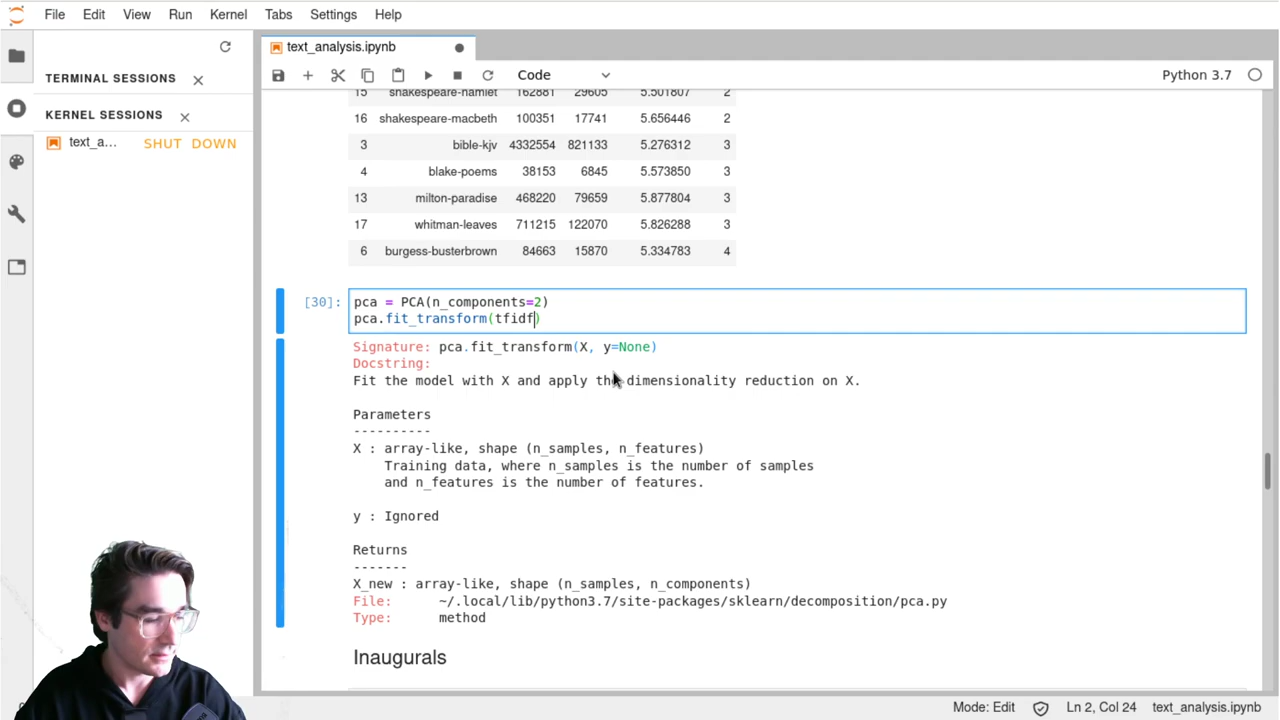 File Edit View Run Kernel Tabs Settings Help
TERMINAL SESSIONS
KERNEL SESSIONS
text_a... SHUT DOWN
text_analysis.ipynb
Code Python 3.7
15 shakespeare-hamlet 162881 29605 5.501807 2
16 shakespeare-macbeth 100351 17741 5.656446 2
3 bible-kjv 4332554 821133 5.276312 3
4 blake-poems 38153 6845 5.573850 3
13 milton-paradise 468220 79659 5.877804 3
17 whitman-leaves 711215 122070 5.826288 3
6 burgess-busterbrown 84663 15870 5.334783 4
[30]: pca = PCA(n_components=2)
pca.fit_transform(tfidf)
Signature: pca.fit_transform(X, y=None)
Docstring:
Fit the model with X and apply the dimensionality reduction on X.
Parameters
----------
X : array-like, shape (n_samples, n_features)
Training data, where n_samples is the number of samples
and n_features is the number of features.
y : Ignored
Returns
-------
X_new : array-like, shape (n_samples, n_components)
File: ~/.local/lib/python3.7/site-packages/sklearn/decomposition/pca.py
Type: method
Inaugurals
Mode: Edit Ln 2, Col 24 text_analysis.ipynb